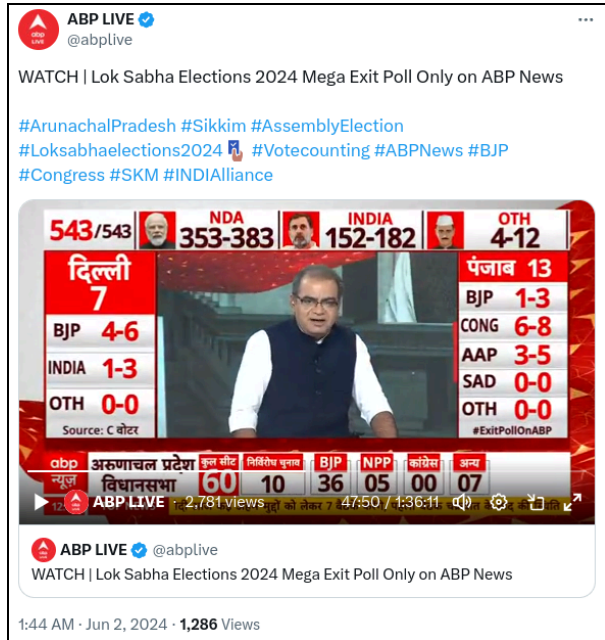 ABP LIVE
@abplive
WATCH | Lok Sabha Elections 2024 Mega Exit Poll Only on ABP News
#ArunachalPradesh #Sikkim #AssemblyElection
#Loksabhaelections2024 #Votecounting #ABPNews #BJP
#Congress #SKM #INDIAlliance
543/543 NDA 353-383 INDIA 152-182 OTH 4-12
दिल्ली
7
BJP 4-6
INDIA 1-3
OTH 0-0
Source: C वोटर
पंजाब 13
BJP 1-3
CONG 6-8
AAP 3-5
SAD 0-0
OTH 0-0
#ExitPollOnABP
abp न्यूज़
अरुणाचल प्रदेश विधानसभा
कुल सीट 60
निर्विरोध चुनाव 10
BJP 36
NPP 05
कांग्रेस 00
अन्य 07
ABP LIVE · 2,781 views 47:50 / 1:36:11
ABP LIVE @abplive
WATCH | Lok Sabha Elections 2024 Mega Exit Poll Only on ABP News
1:44 AM · Jun 2, 2024 · 1,286 Views